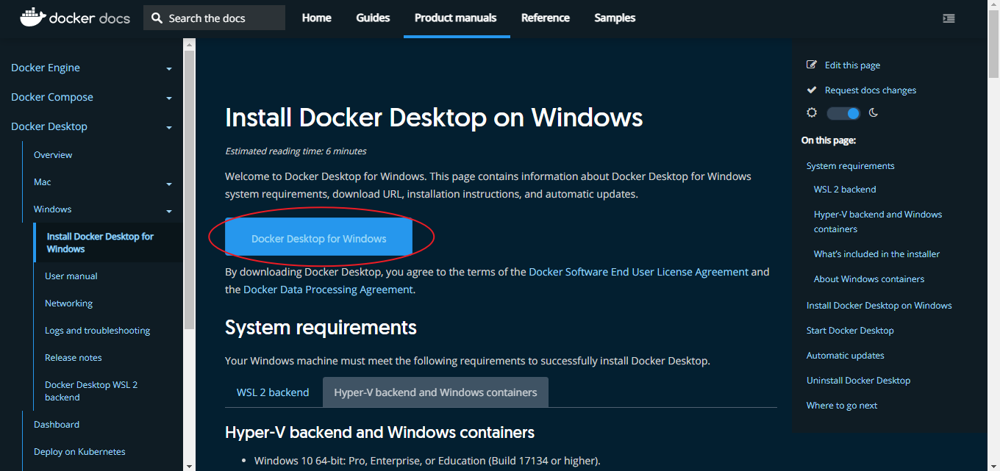 docker docs
Search the docs
Home
Guides
Product manuals
Reference
Samples
Docker Engine
Docker Compose
Docker Desktop
Overview
Mac
Windows
Install Docker Desktop for
Windows
User manual
Networking
Logs and troubleshooting
Release notes
Docker Desktop WSL 2
backend
Dashboard
Deploy on Kubernetes
Install Docker Desktop on Windows
Estimated reading time: 6 minutes
Welcome to Docker Desktop for Windows. This page contains information about Docker Desktop for Windows
system requirements, download URL, installation instructions, and automatic updates.
Docker Desktop for Windows
By downloading Docker Desktop, you agree to the terms of the Docker Software End User License Agreement and
the Docker Data Processing Agreement.
System requirements
Your Windows machine must meet the following requirements to successfully install Docker Desktop.
WSL 2 backend
Hyper-V backend and Windows containers
Hyper-V backend and Windows containers
• Windows 10 64-bit: Pro, Enterprise, or Education (Build 17134 or higher).
Edit this page
Request docs changes
On this page:
System requirements
WSL 2 backend
Hyper-V backend and Windows
containers
What's included in the installer
About Windows containers
Install Docker Desktop on Windows
Start Docker Desktop
Automatic updates
Uninstall Docker Desktop
Where to go next